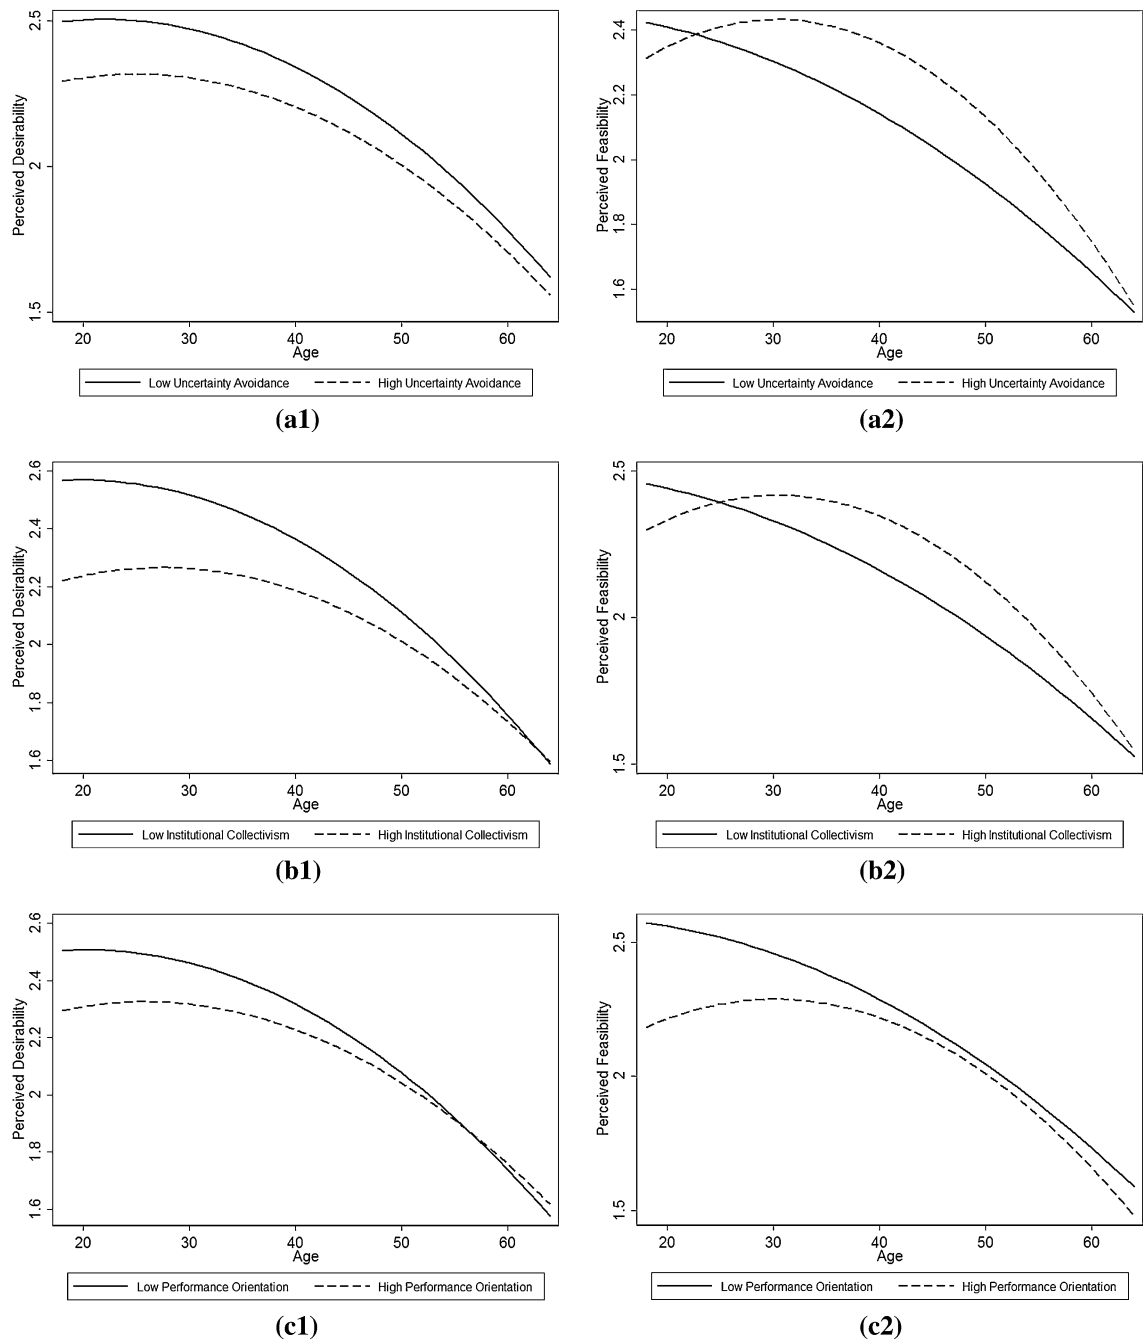 Perceived Desirability
2.5
2
1.5
20 30 40 50 60
Age
Low Uncertainty Avoidance High Uncertainty Avoidance
(a1)
Perceived Feasibility
2.4
2.2
2
1.8
1.6
20 30 40 50 60
Age
Low Uncertainty Avoidance High Uncertainty Avoidance
(a2)
Perceived Desirability
2.6
2.4
2.2
2
1.8
1.6
20 30 40 50 60
Age
Low Institutional Collectivism High Institutional Collectivism
(b1)
Perceived Feasibility
2.5
2
1.5
20 30 40 50 60
Age
Low Institutional Collectivism High Institutional Collectivism
(b2)
Perceived Desirability
2.6
2.4
2.2
2
1.8
1.6
20 30 40 50 60
Age
Low Performance Orientation High Performance Orientation
(c1)
Perceived Feasibility
2.5
2
1.5
20 30 40 50 60
Age
Low Performance Orientation High Performance Orientation
(c2)